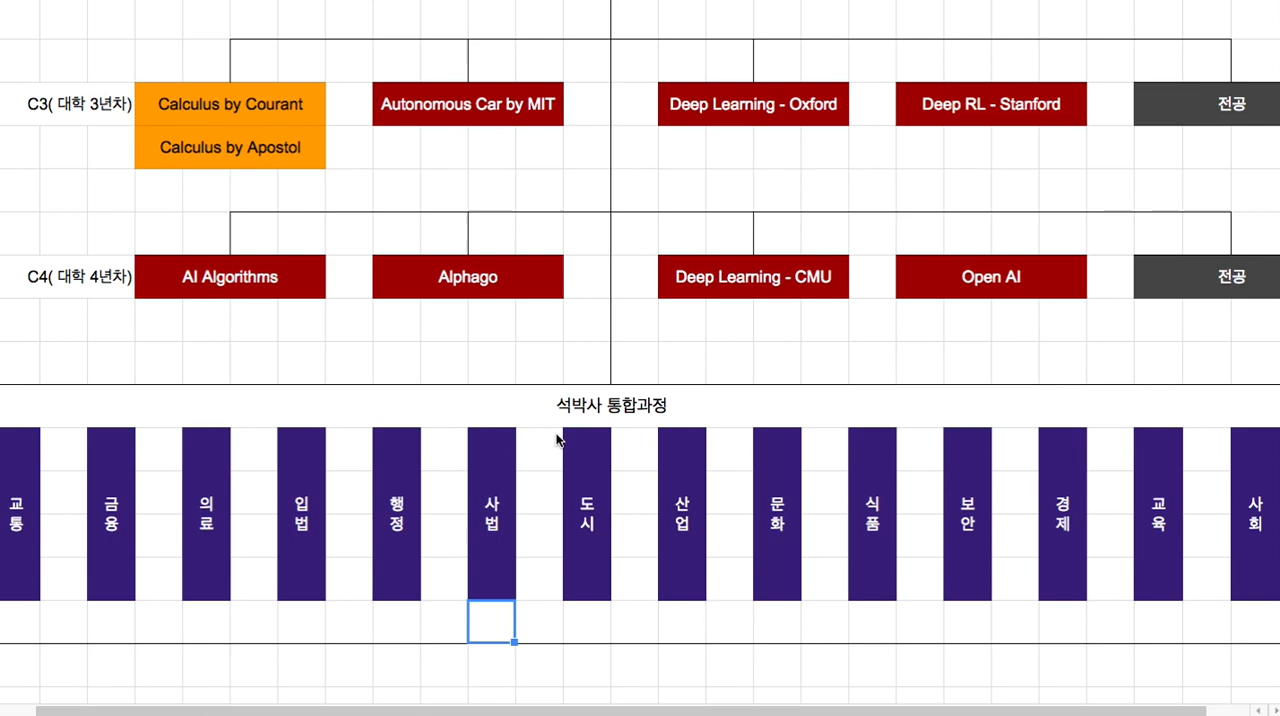 C3( 대학 3년차)
Calculus by Courant
Autonomous Car by MIT
Deep Learning - Oxford
Deep RL - Stanford
전공
Calculus by Apostol
C4( 대학 4년차)
AI Algorithms
Alphago
Deep Learning - CMU
Open AI
전공
석박사 통합과정
교통
금융
의료
입법
행정
사법
도시
산업
문화
식품
보안
경제
교육
사회